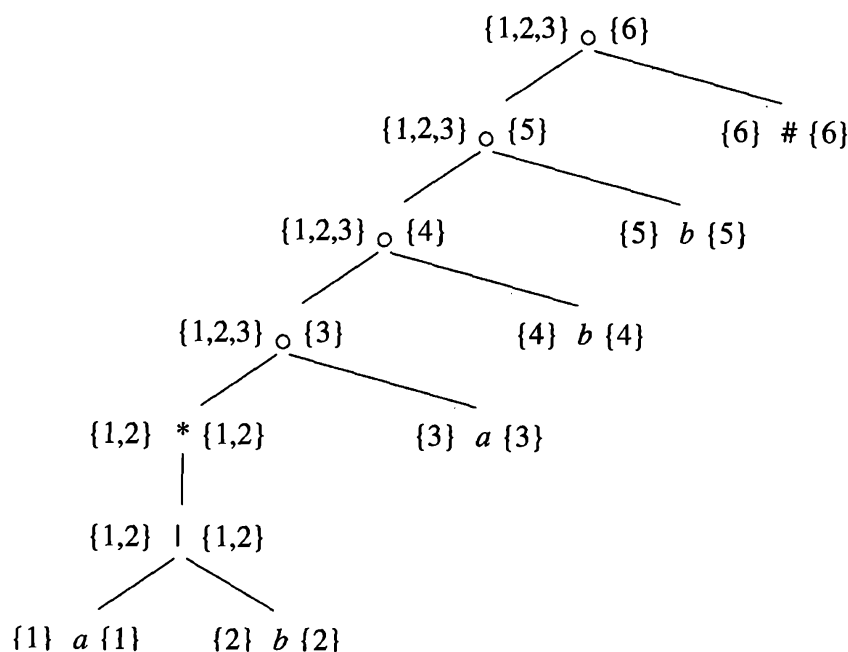 {1,2,3} ○ {6}
{1,2,3} ○ {5} {6} # {6}
{1,2,3} ○ {4} {5} b {5}
{1,2,3} ○ {3} {4} b {4}
{1,2} * {1,2} {3} a {3}
{1,2} | {1,2}
{1} a {1} {2} b {2}